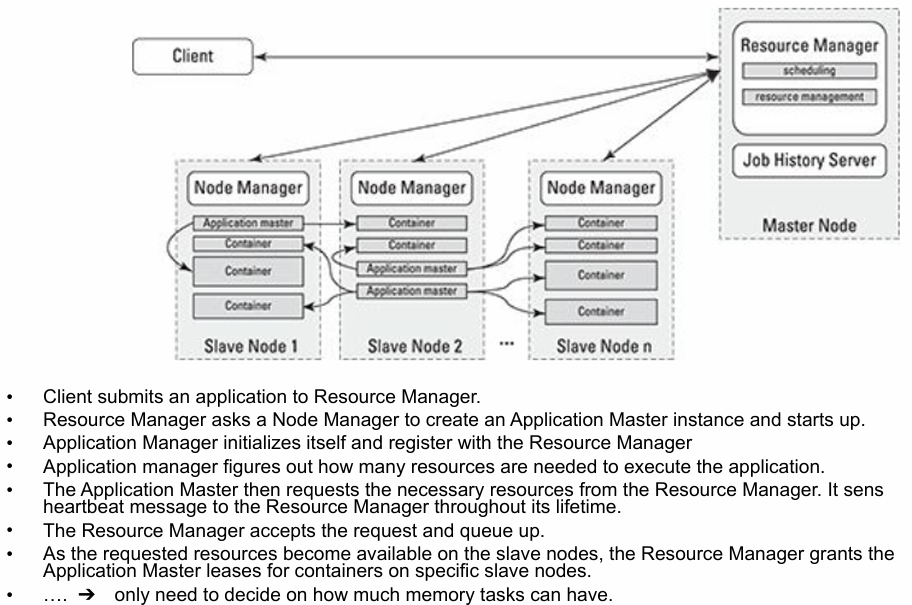 Client
Resource Manager
scheduling
resource management
Job History Server
Master Node
Node Manager
Application master
Container
Container
Container
Slave Node 1
Node Manager
Container
Container
Application master
Application master
Slave Node 2
...
Node Manager
Container
Container
Container
Container
Slave Node n
• Client submits an application to Resource Manager.
• Resource Manager asks a Node Manager to create an Application Master instance and starts up.
• Application Manager initializes itself and register with the Resource Manager
• Application manager figures out how many resources are needed to execute the application.
• The Application Master then requests the necessary resources from the Resource Manager. It sens
heartbeat message to the Resource Manager throughout its lifetime.
• The Resource Manager accepts the request and queue up.
• As the requested resources become available on the slave nodes, the Resource Manager grants the
Application Master leases for containers on specific slave nodes.
• …. ➔ only need to decide on how much memory tasks can have.